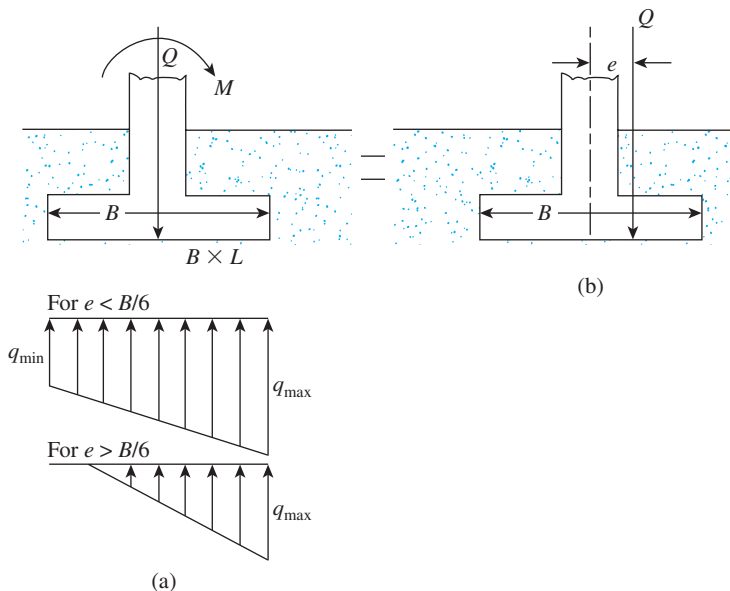 Q
M
B
B × L
e
Q
B
(b)
For e < B/6
q_min
q_max
For e > B/6
q_max
(a)